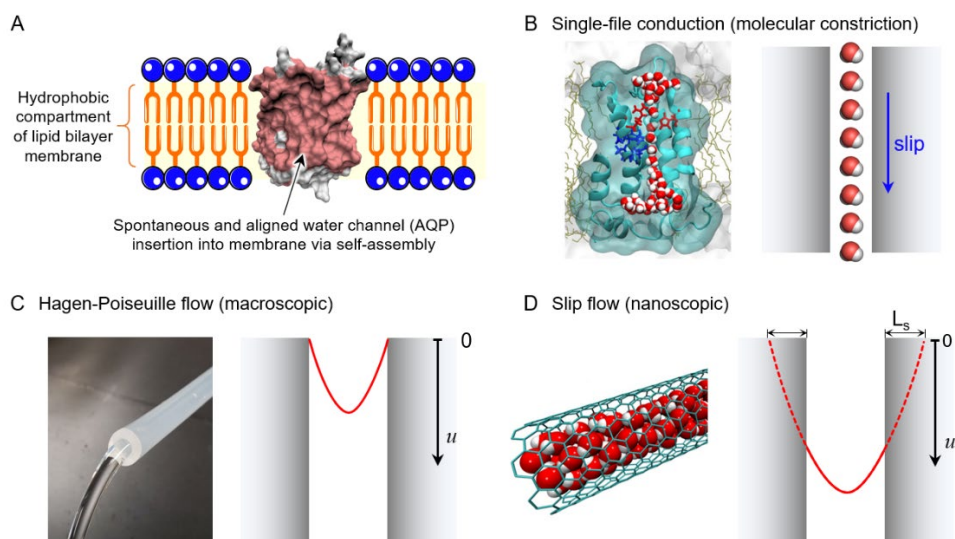 A
Hydrophobic
compartment
of lipid bilayer
membrane
Spontaneous and aligned water channel (AQP)
insertion into membrane via self-assembly
B Single-file conduction (molecular constriction)
slip
C Hagen-Poiseuille flow (macroscopic)
0
u
D Slip flow (nanoscopic)
Ls
0
u